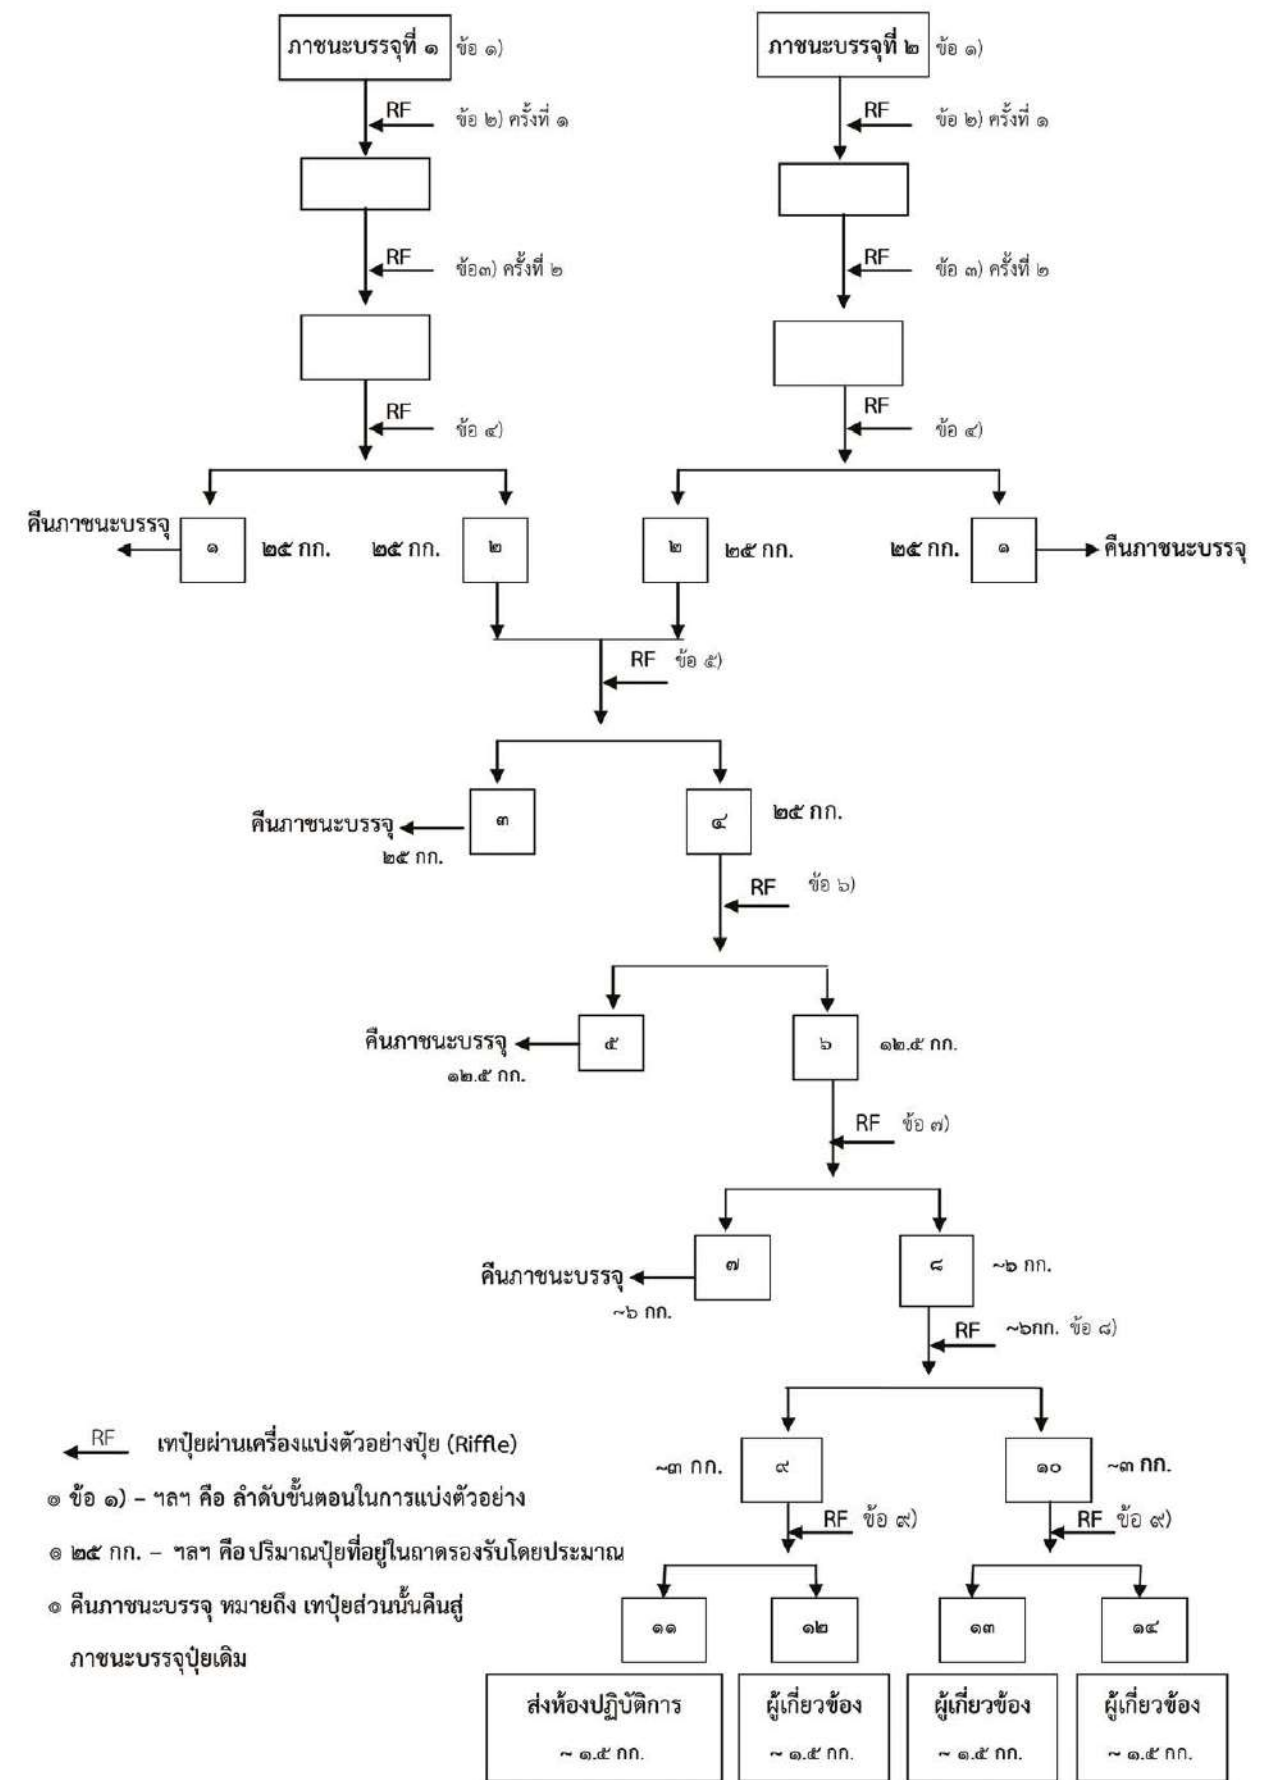 ภาชนะบรรจุที่ ๑ ข้อ ๑) ภาชนะบรรจุที่ ๒ ข้อ ๑)
RF ข้อ ๒) ครั้งที่ ๑ RF ข้อ ๒) ครั้งที่ ๑
RF ข้อ๓) ครั้งที่ ๒ RF ข้อ ๓) ครั้งที่ ๒
RF ข้อ ๔) RF ข้อ ๔)
คืนภาชนะบรรจุ ๑ ๒๕ กก. ๒๕ กก. ๒ ๒ ๒๕ กก. ๒๕ กก. ๑ คืนภาชนะบรรจุ
RF ข้อ ๕)
คืนภาชนะบรรจุ ๓ ๔ ๒๕ กก.
๒๕ กก.
RF ข้อ ๖)
คืนภาชนะบรรจุ ๕ ๖ ๑๒.๕ กก.
๑๒.๕ กก.
RF ข้อ ๗)
คืนภาชนะบรรจุ ๗ ๘ ~๖ กก.
~๖ กก.
RF ~๖กก. ข้อ ๘)
~๓ กก. ๙ ๑๐ ~๓ กก.
RF ข้อ ๙) RF ข้อ ๙)
๑๑ ๑๒ ๑๓ ๑๔
ส่งห้องปฏิบัติการ ผู้เกี่ยวข้อง ผู้เกี่ยวข้อง ผู้เกี่ยวข้อง
~ ๑.๕ กก. ~ ๑.๕ กก. ~ ๑.๕ กก. ~ ๑.๕ กก.
RF เทปุ๋ยผ่านเครื่องแบ่งตัวอย่างปุ๋ย (Riffle)
๏ ข้อ ๑) – ฯลฯ คือ ลำดับขั้นตอนในการแบ่งตัวอย่าง
๏ ๒๕ กก. – ฯลฯ คือ ปริมาณปุ๋ยที่อยู่ในถาดรองรับโดยประมาณ
๏ คืนภาชนะบรรจุ หมายถึง เทปุ๋ยส่วนนั้นคืนสู่
ภาชนะบรรจุปุ๋ยเดิม